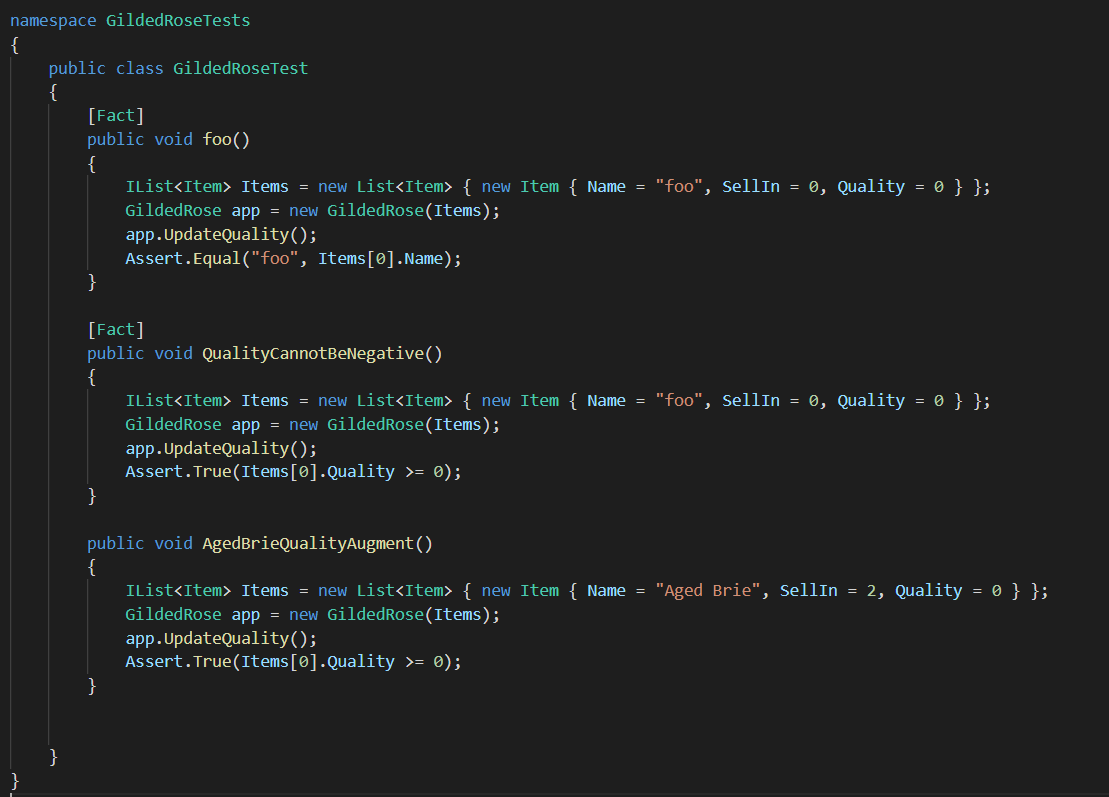 namespace GildedRoseTests
{
    public class GildedRoseTest
    {
        [Fact]
        public void foo()
        {
            IList<Item> Items = new List<Item> { new Item { Name = "foo", SellIn = 0, Quality = 0 } };
            GildedRose app = new GildedRose(Items);
            app.UpdateQuality();
            Assert.Equal("foo", Items[0].Name);
        }

        [Fact]
        public void QualityCannotBeNegative()
        {
            IList<Item> Items = new List<Item> { new Item { Name = "foo", SellIn = 0, Quality = 0 } };
            GildedRose app = new GildedRose(Items);
            app.UpdateQuality();
            Assert.True(Items[0].Quality >= 0);
        }

        public void AgedBrieQualityAugment()
        {
            IList<Item> Items = new List<Item> { new Item { Name = "Aged Brie", SellIn = 2, Quality = 0 } };
            GildedRose app = new GildedRose(Items);
            app.UpdateQuality();
            Assert.True(Items[0].Quality >= 0);
        }

    }
}